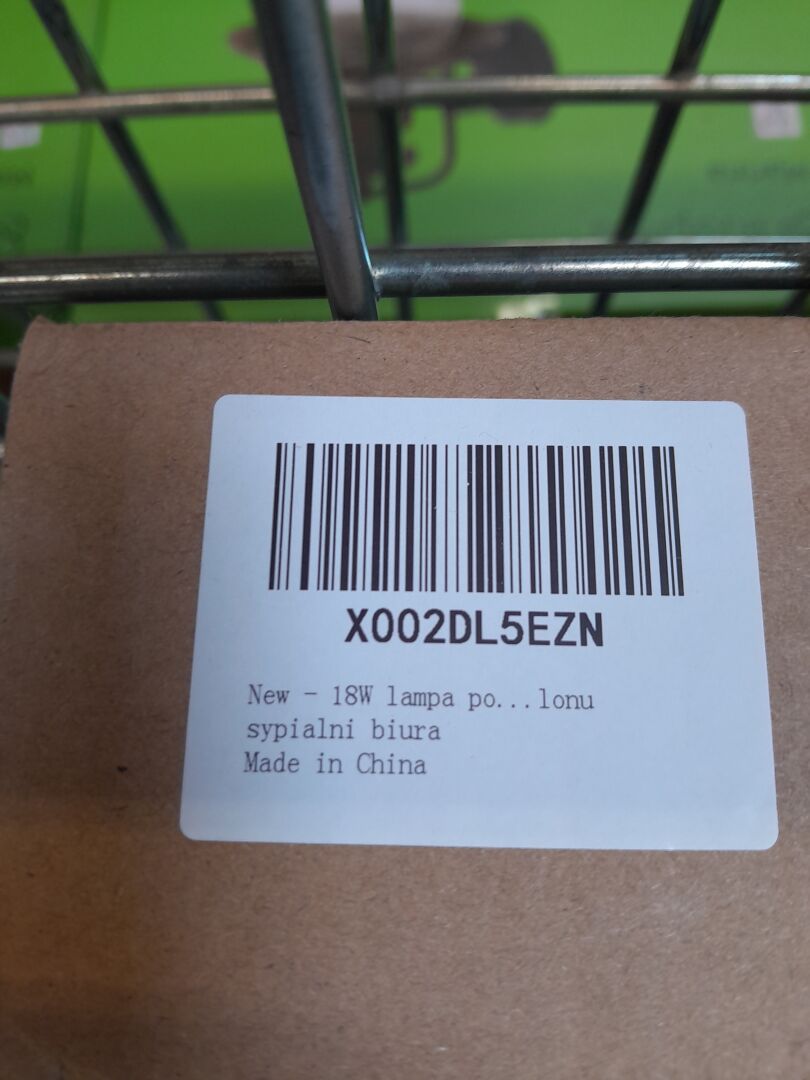 X002DL5EZN
New - 18W lampa po...lonu
sypialni biura
Made in China